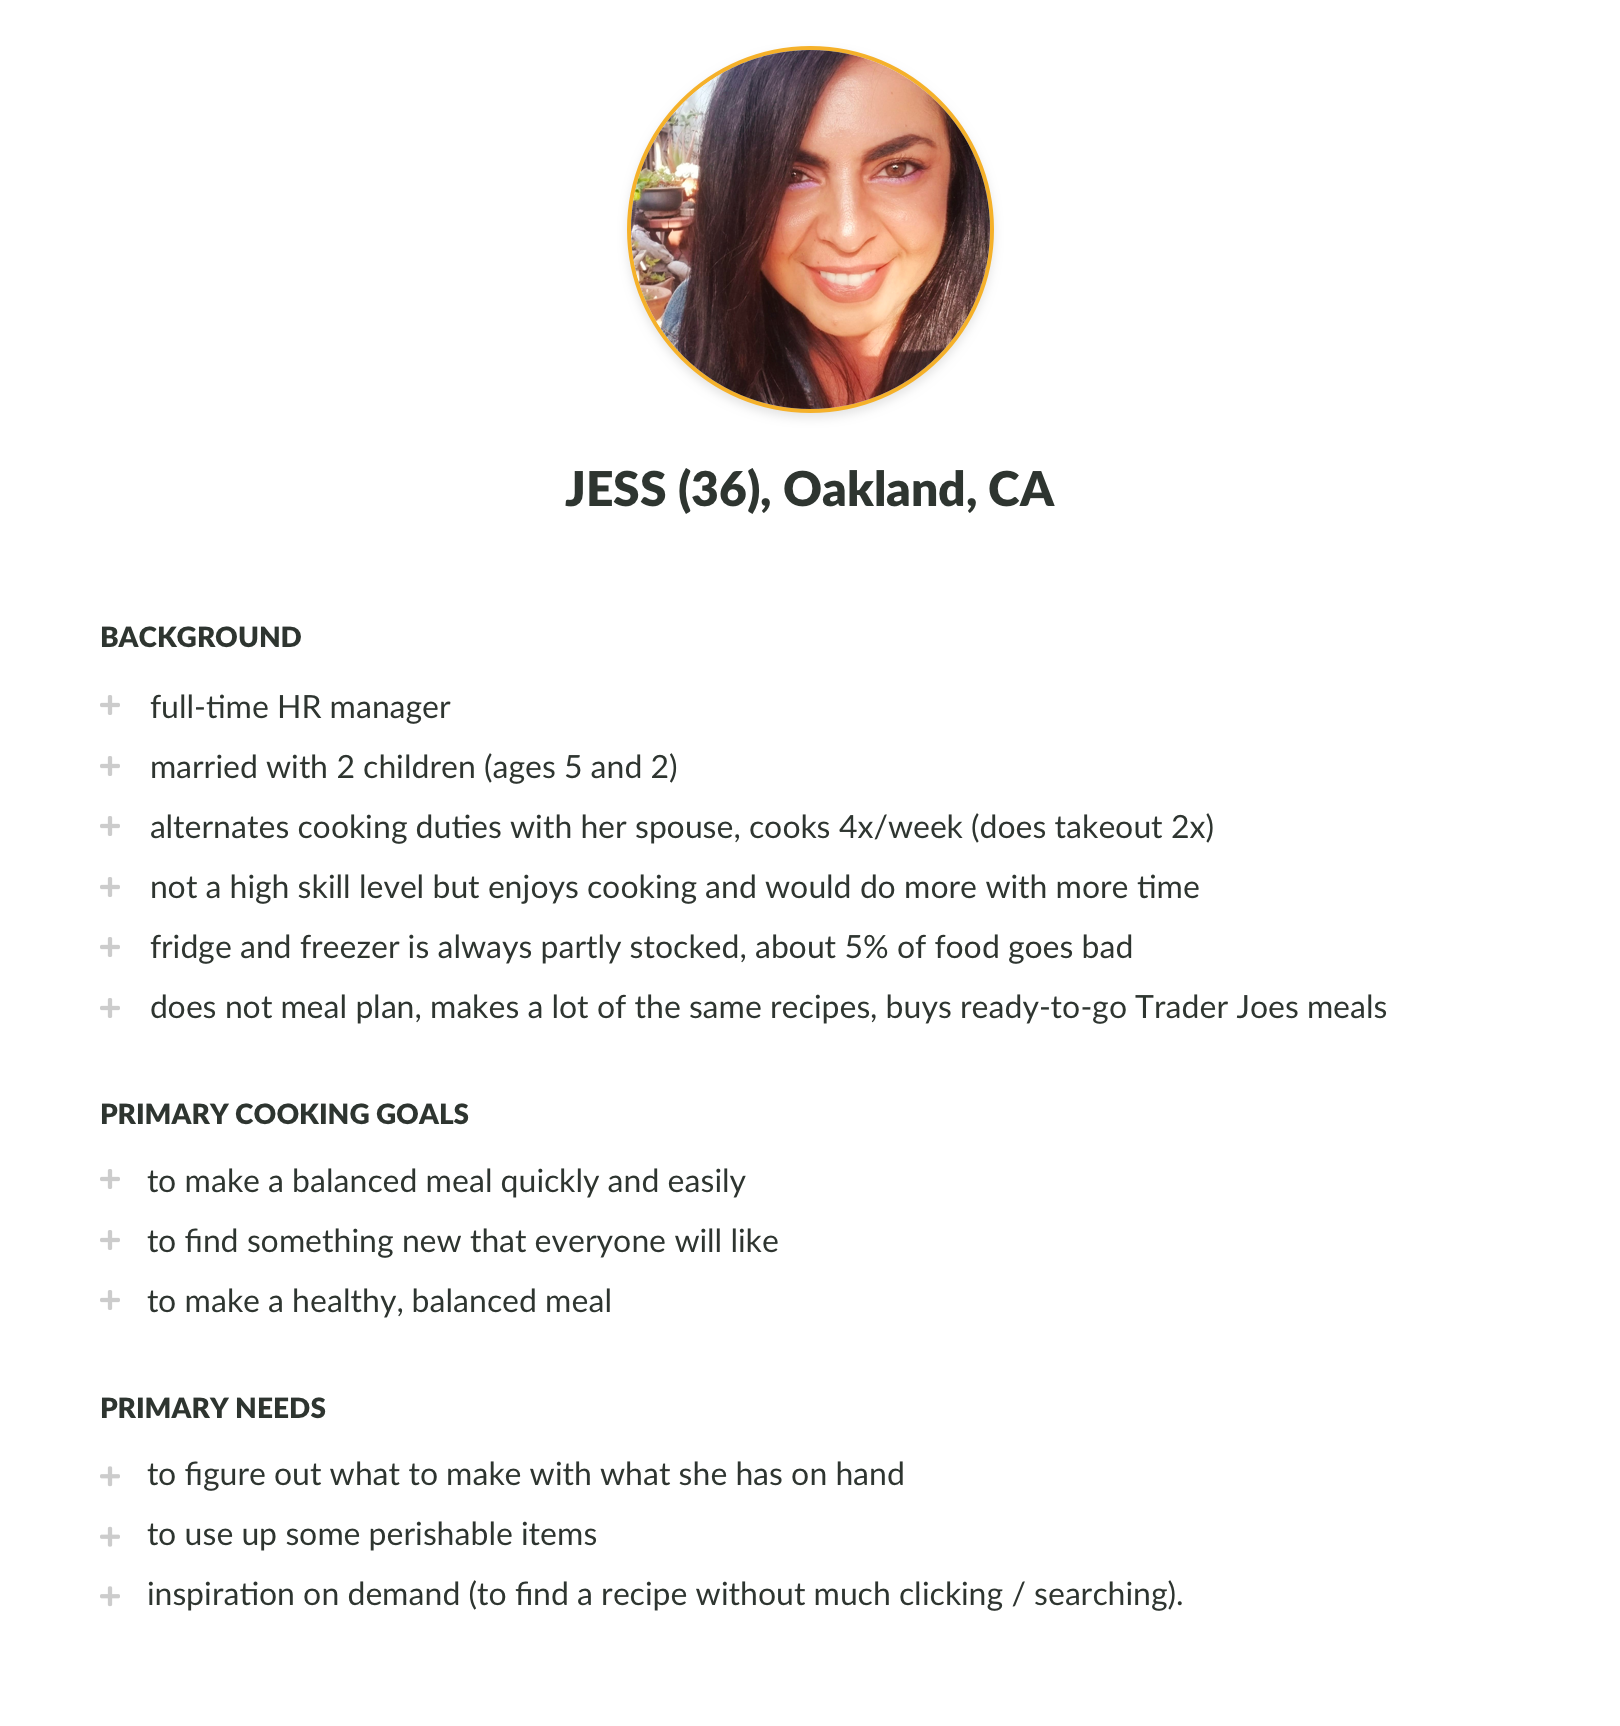 JESS (36), Oakland, CA
BACKGROUND
full-time HR manager
married with 2 children (ages 5 and 2)
alternates cooking duties with her spouse, cooks 4x/week (does takeout 2x)
not a high skill level but enjoys cooking and would do more with more time
fridge and freezer is always partly stocked, about 5% of food goes bad
does not meal plan, makes a lot of the same recipes, buys ready-to-go Trader Joes meals
PRIMARY COOKING GOALS
to make a balanced meal quickly and easily
to find something new that everyone will like
to make a healthy, balanced meal
PRIMARY NEEDS
to figure out what to make with what she has on hand
to use up some perishable items
inspiration on demand (to find a recipe without much clicking / searching).